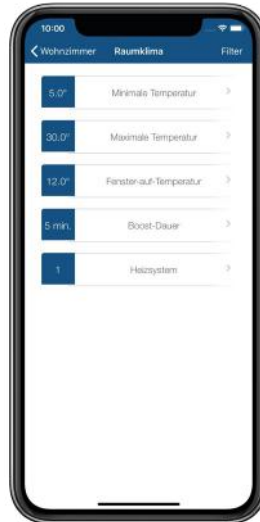 10:00
Wohnzimmer Raumklima Filter
5.0° Minimale Temperatur
30.0° Maximale Temperatur
12.0° Fenster-auf-Temperatur
5 min. Boost-Dauer
1 Heizsystem